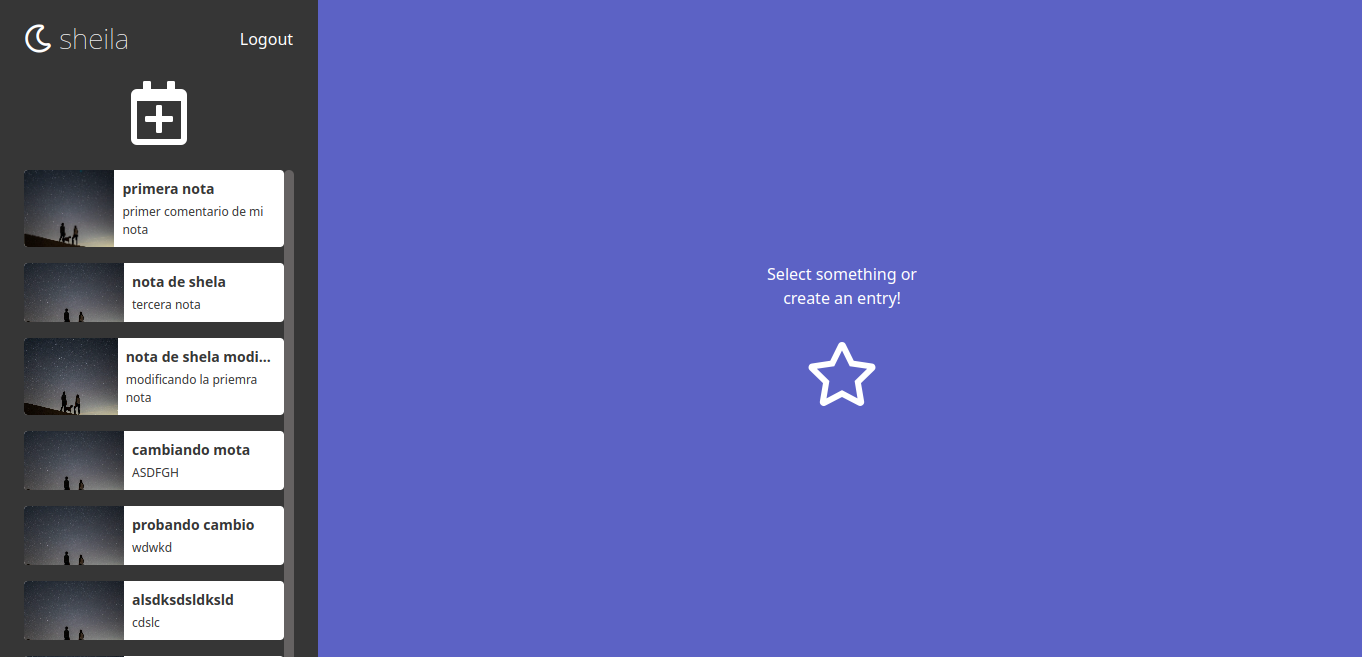 sheila
Logout
primera nota
primer comentario de mi
nota
nota de shela
tercera nota
nota de shela modi...
modificando la priemra
nota
cambiando mota
ASDFGH
probando cambio
wdwkd
alsdksdsldksld
cdslc
Select something or
create an entry!